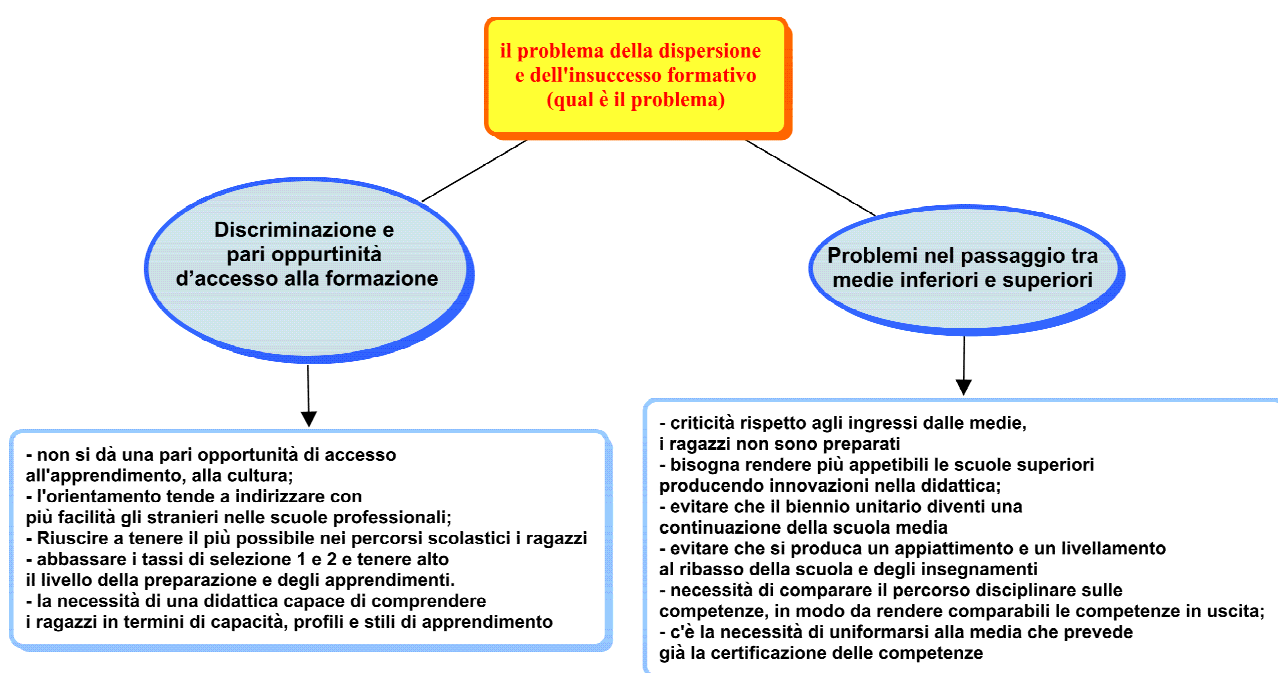 il problema della dispersione
e dell'insuccesso formativo
(qual è il problema)
Discriminazione e
pari oppurtinità
d’accesso alla formazione
Problemi nel passaggio tra
medie inferiori e superiori
- non si dà una pari opportunità di accesso
all'apprendimento, alla cultura;
- l'orientamento tende a indirizzare con
più facilità gli stranieri nelle scuole professionali;
- Riuscire a tenere il più possibile nei percorsi scolastici i ragazzi
- abbassare i tassi di selezione 1 e 2 e tenere alto
il livello della preparazione e degli apprendimenti.
- la necessità di una didattica capace di comprendere
i ragazzi in termini di capacità, profili e stili di apprendimento
- criticità rispetto agli ingressi dalle medie,
i ragazzi non sono preparati
- bisogna rendere più appetibili le scuole superiori
producendo innovazioni nella didattica;
- evitare che il biennio unitario diventi una
continuazione della scuola media
- evitare che si produca un appiattimento e un livellamento
al ribasso della scuola e degli insegnamenti
- necessità di comparare il percorso disciplinare sulle
competenze, in modo da rendere comparabili le competenze in uscita;
- c'è la necessità di uniformarsi alla media che prevede
già la certificazione delle competenze